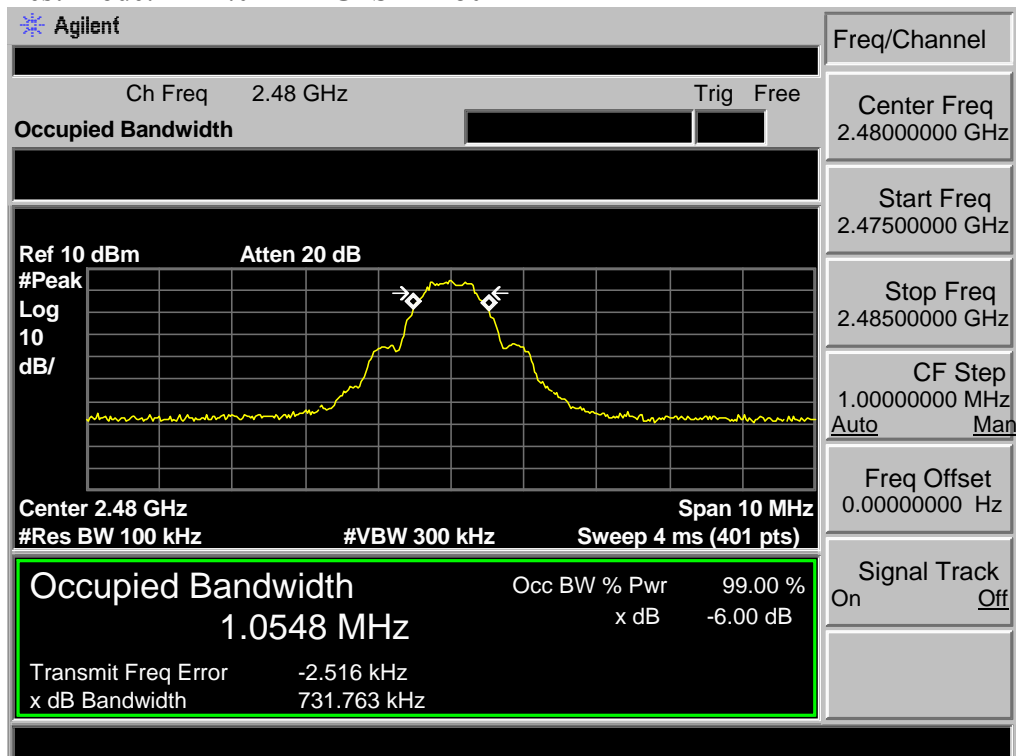 Agilent
Ch Freq 2.48 GHz Trig Free
Occupied Bandwidth
Ref 10 dBm Atten 20 dB
#Peak
Log
10
dB/
Center 2.48 GHz Span 10 MHz
#Res BW 100 kHz #VBW 300 kHz Sweep 4 ms (401 pts)
Occupied Bandwidth
1.0548 MHz
Occ BW % Pwr 99.00 %
x dB -6.00 dB
Transmit Freq Error -2.516 kHz
x dB Bandwidth 731.763 kHz
Freq/Channel
Center Freq
2.48000000 GHz
Start Freq
2.47500000 GHz
Stop Freq
2.48500000 GHz
CF Step
1.00000000 MHz
Auto Man
Freq Offset
0.00000000 Hz
Signal Track
On Off